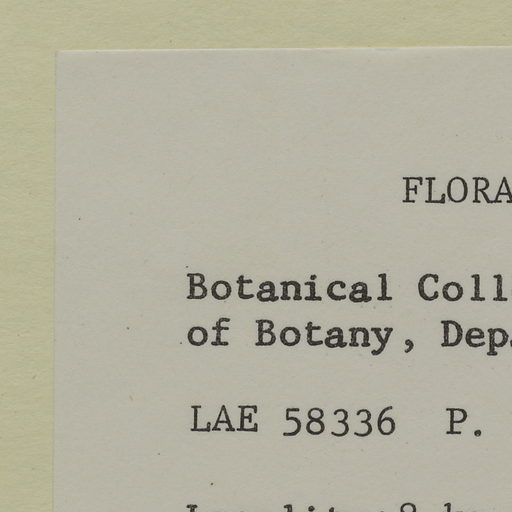 FLORA
Botanical Coll
of Botany, Dep
LAE 58336 P.